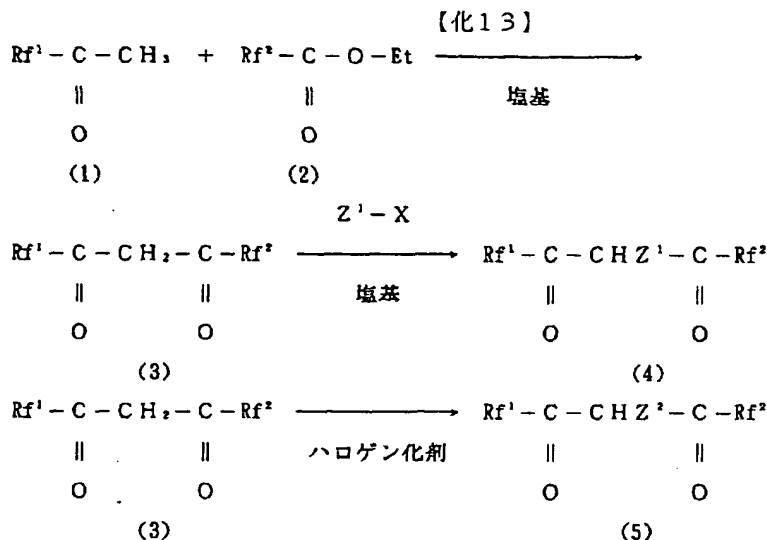 【化13】
Rf¹－C－CH₃ + Rf²－C－O－Et
‖ ‖ 塩基
O O
(1) (2)
Z¹－X
Rf¹－C－CH₂－C－Rf² Rf¹－C－CHZ¹－C－Rf²
‖ ‖ 塩基 ‖ ‖
O O O O
(3) (4)
Rf¹－C－CH₂－C－Rf² Rf¹－C－CHZ²－C－Rf²
‖ ‖ ハロゲン化剤 ‖ ‖
O O O O
(3) (5)